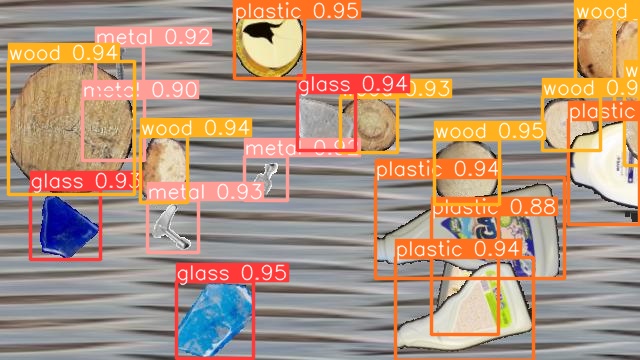 plastic 0.95
wood
metal 0.92
wood 0.94
metal 0.90
glass 0.94
0.93
wood 0.9
plastic
wood 0.94
wood 0.95
metal
plastic 0.94
glass 0.93
metal 0.93
plastic 0.88
plastic 0.94
glass 0.95